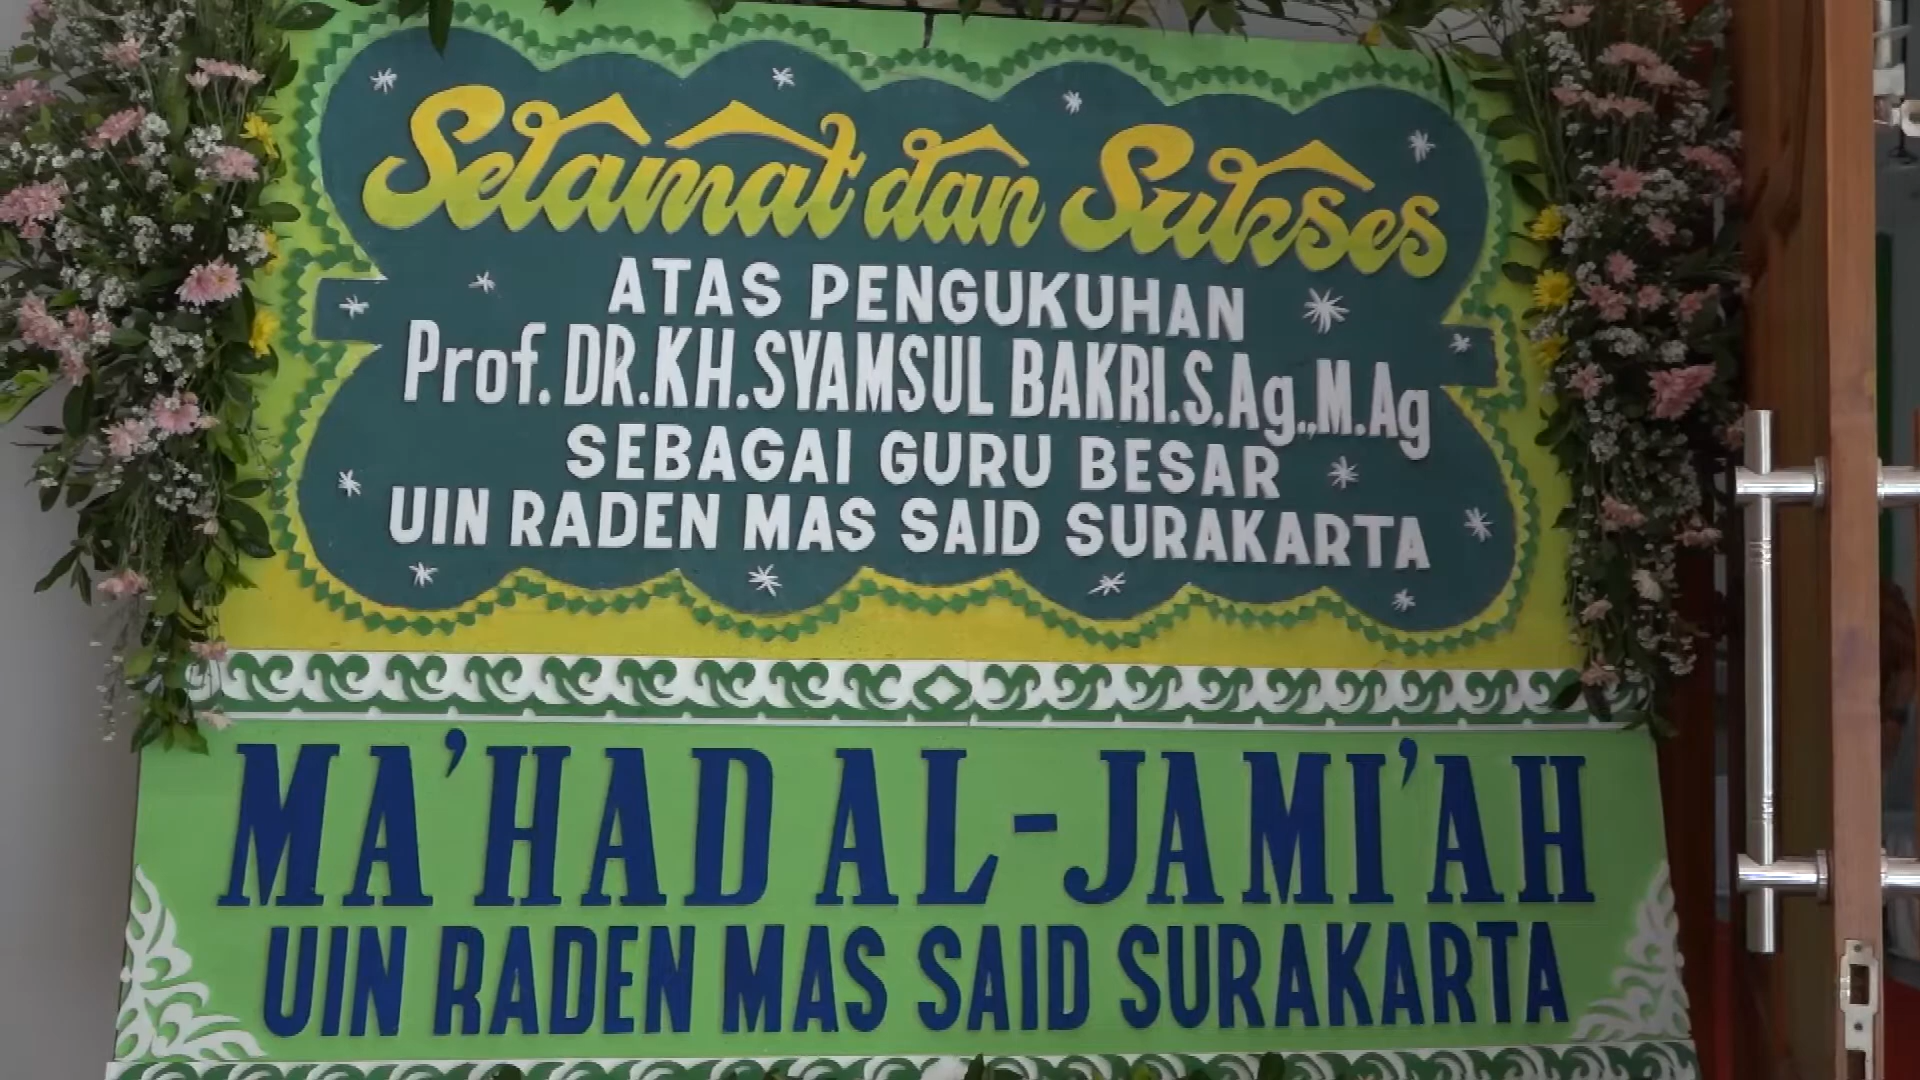 Selamat dan Sukses
ATAS PENGUKUHAN
Prof. DR.KH.SYAMSUL BAKRI.S.Ag.,M.Ag
SEBAGAI GURU BESAR
UIN RADEN MAS SAID SURAKARTA
MA'HAD AL-JAMI'AH
UIN RADEN MAS SAID SURAKARTA